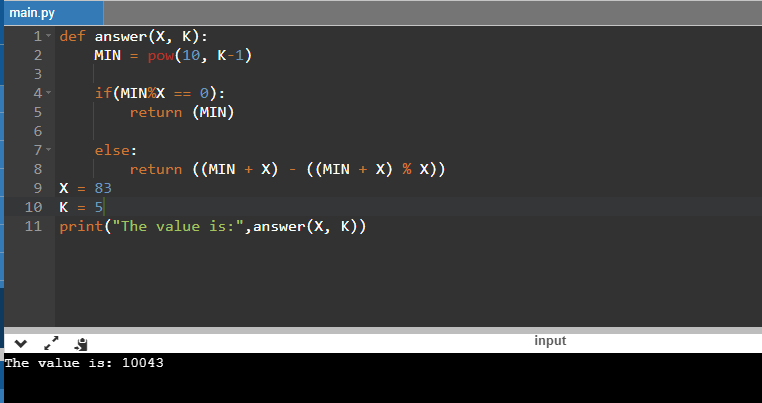 main.py
1 def answer(X, K):
2     MIN = pow(10, K-1)
3
4     if(MIN%X == 0):
5         return (MIN)
6
7     else:
8         return ((MIN + X) - ((MIN + X) % X))
9 X = 83
10 K = 5
11 print("The value is:",answer(X, K))
input
The value is: 10043